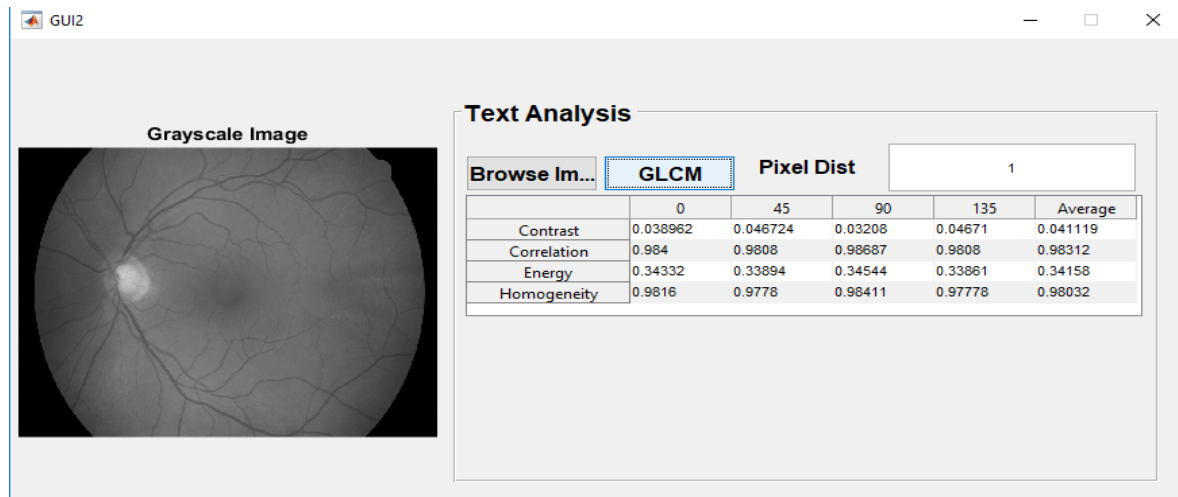 GUI2
Grayscale Image
Text Analysis
Browse Im... GLCM Pixel Dist 1
0 45 90 135 Average
Contrast 0.038962 0.046724 0.03208 0.04671 0.041119
Correlation 0.984 0.9808 0.98687 0.9808 0.98312
Energy 0.34332 0.33894 0.34544 0.33861 0.34158
Homogeneity 0.9816 0.9778 0.98411 0.97778 0.98032